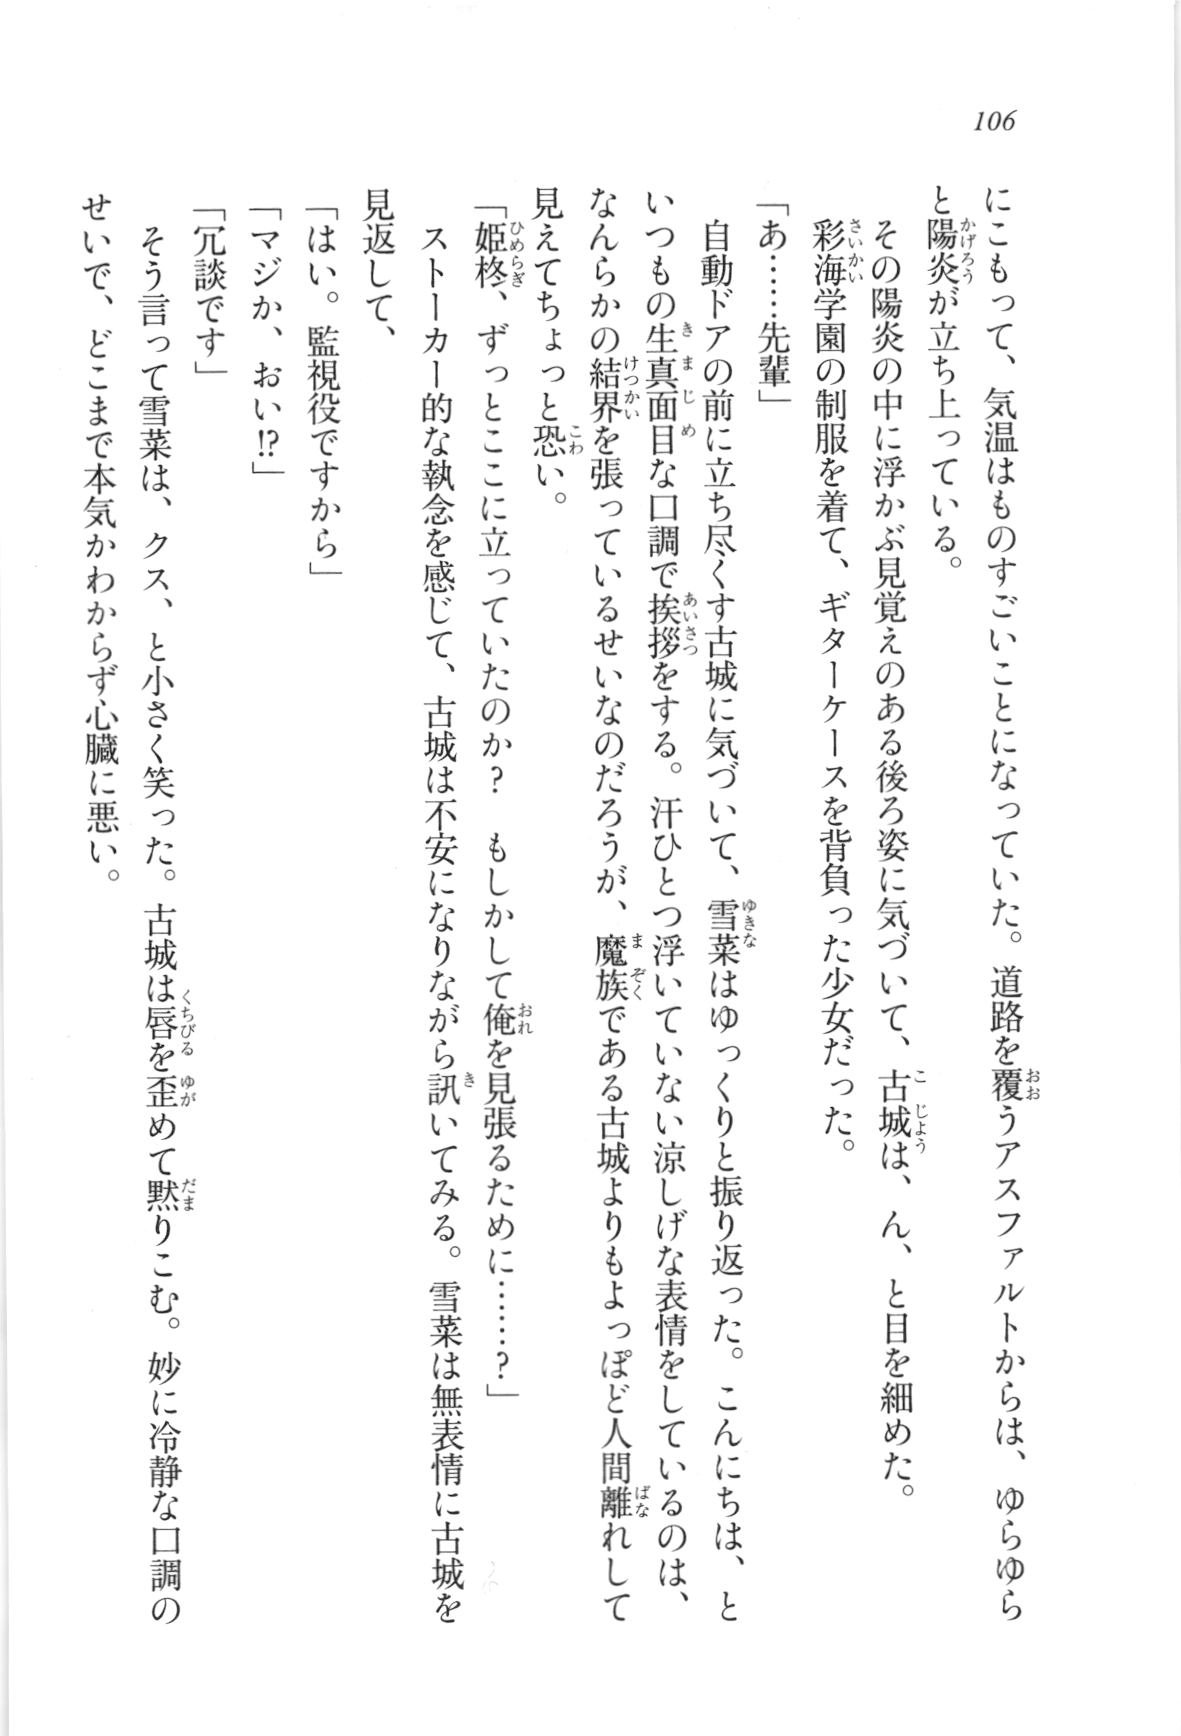 106
にこもって、気温はものすごいことになっていた。道路を覆うアスファルトからは、ゆらゆら
と陽炎が立ち上っている。
その陽炎の中に浮かぶ見覚えのある後ろ姿に気づいて、古城は、ん、と目を細めた。
彩海学園の制服を着て、ギターケースを背負った少女だった。
「あ……先輩」
自動ドアの前に立ち尽くす古城に気づいて、雪菜はゆっくりと振り返った。こんにちは、と
いつもの生真面目な口調で挨拶をする。汗ひとつ浮いていない涼しげな表情をしているのは、
なんらかの結界を張っているせいなのだろうが、魔族である古城よりもよっぽど人間離れして
見えてちょっと恐い。
「姫柊、ずっとここに立っていたのか？　もしかして俺を見張るために……？」
ストーカー的な執念を感じて、古城は不安になりながら訊いてみる。雪菜は無表情に古城を
見返して、
「はい。監視役ですから」
「マジか、おい!?」
「冗談です」
そう言って雪菜は、クス、と小さく笑った。古城は唇を歪めて黙りこむ。妙に冷静な口調の
せいで、どこまで本気かわからず心臓に悪い。